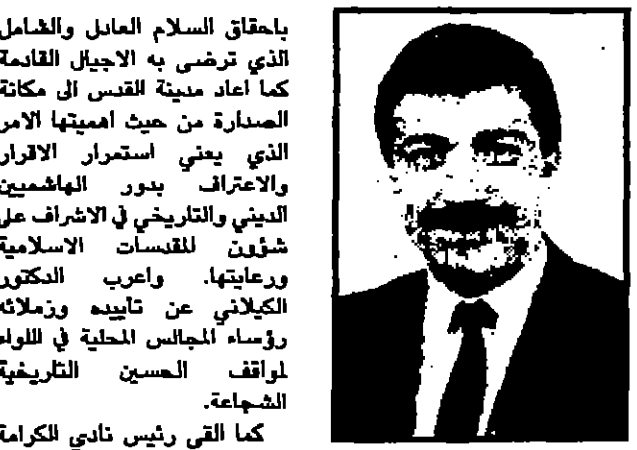 باحقاق السلام العادل والشامل
الذي ترضى به الاجيال القادمة
كما اعاد مدينة القدس الى مكانة
الصدارة من حيث اهميتها الامر
الذي يعني استمرار الاقرار
والاعتراف بدور الهاشميين
الديني والتاريخي في الاشراف على
شؤون المقدسات الاسلامية
ورعايتها. واعرب الدكتور
الكيلاني عن تاييده وزملائه
رؤساء المجالس المحلية في اللواء
لمواقف الحسين التاريخية
الشجاعة.
كما القى رئيس نادي الكرامة